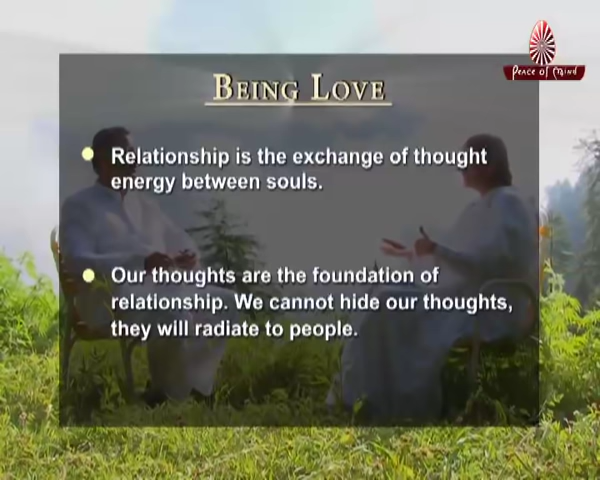 Peace of Mind
BEING LOVE
Relationship is the exchange of thought
energy between souls.
Our thoughts are the foundation of
relationship. We cannot hide our thoughts,
they will radiate to people.